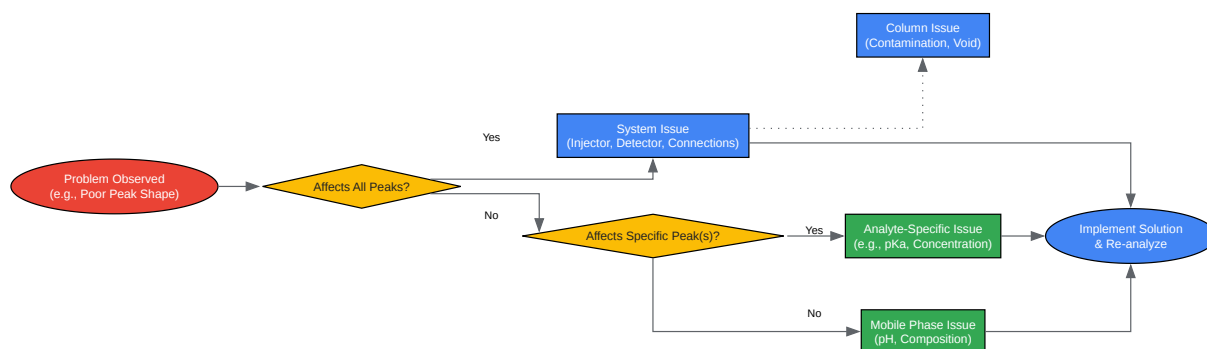 Column Issue
(Contamination, Void)
Yes
System Issue
(Injector, Detector, Connections)
Problem Observed
(e.g., Poor Peak Shape)
Affects All Peaks?
No
Affects Specific Peak(s)?
Yes
Analyte-Specific Issue
(e.g., pKa, Concentration)
Implement Solution
& Re-analyze
No
Mobile Phase Issue
(pH, Composition)